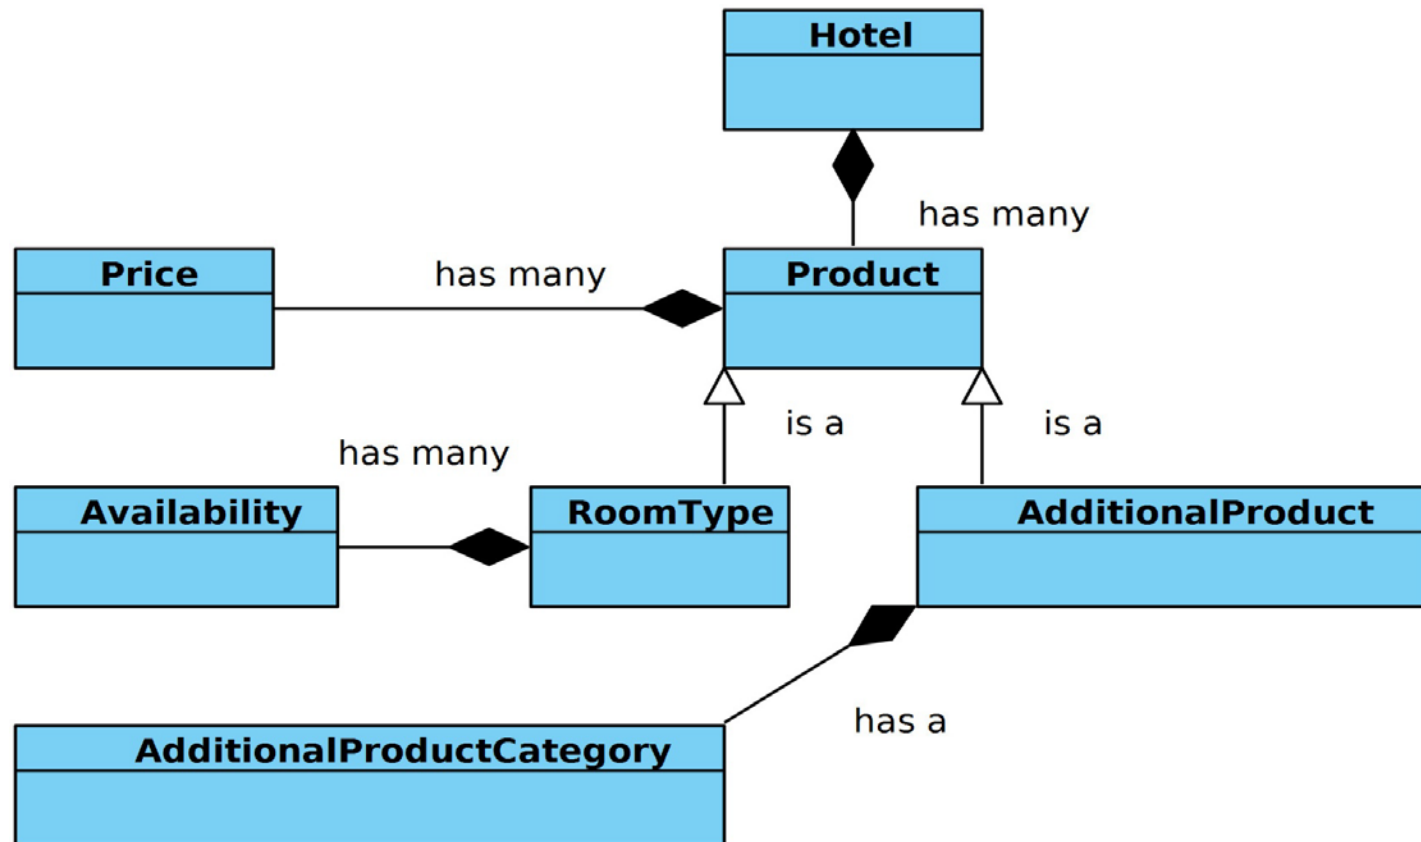 Hotel
has many
Price
has many
Product
is a
is a
has many
Availability
RoomType
AdditionalProduct
has a
AdditionalProductCategory